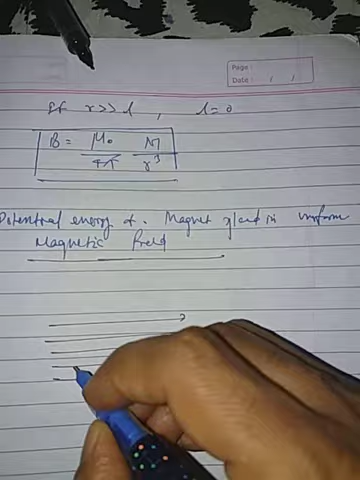 Page :
Date : / /
If r >> l , l = 0
B = μ₀ M
4π r³
Potential energy of . Magnet placed in uniform
Magnetic field